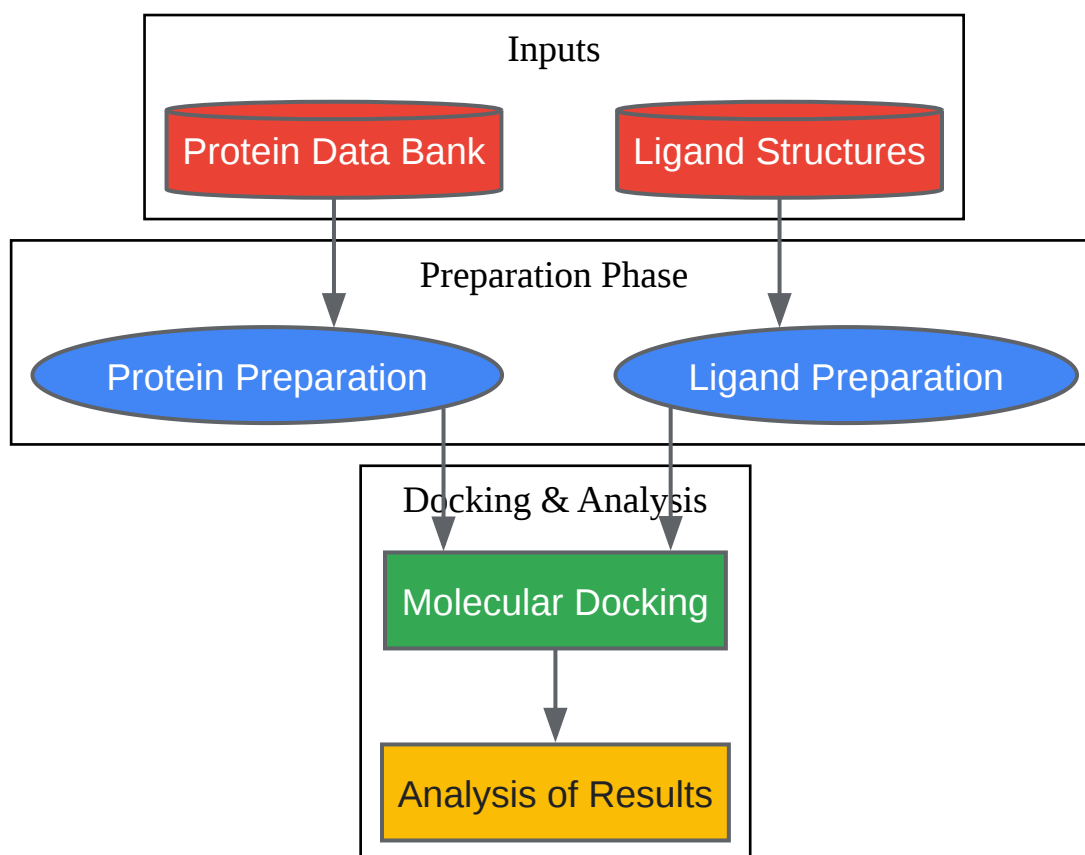 Inputs
Protein Data Bank
Ligand Structures
Preparation Phase
Protein Preparation
Ligand Preparation
Docking & Analysis
Molecular Docking
Analysis of Results